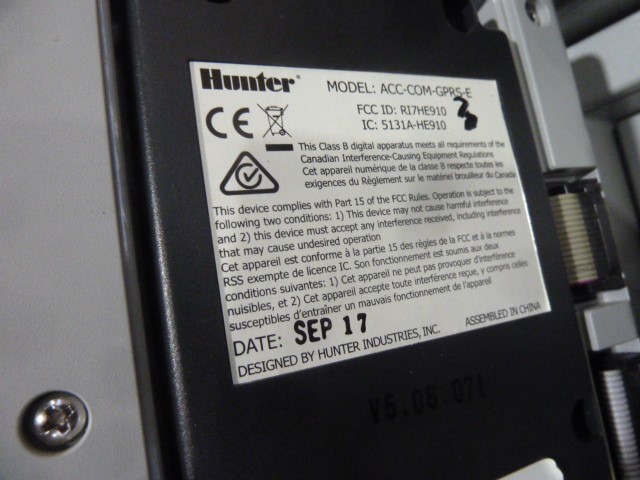 Hunter®
MODEL: ACC-COM-GPRS-E
3
FCC ID: RI7HE910
IC: 5131A-HE910
CE
This Class B digital apparatus meets all requirements of the
Canadian Interference-Causing Equipment Regulations
Cet appareil numérique de la classe B respecte toutes les
exigences du Règlement sur le matériel brouilleur du Canada
This device complies with Part 15 of the FCC Rules. Operation is subject to the
following two conditions: 1) This device may not cause harmful interference
and 2) this device must accept any interference received, including interference
that may cause undesired operation
Cet appareil est conforme à la partie 15 des règles de la FCC et à la norme
RSS exempte de licence IC. Son fonctionnement est soumis aux deux
conditions suivantes: 1) Cet appareil ne peut pas provoquer d'interférence
nuisibles, et 2) Cet appareil accepte toute interférence reçue, y compris celles
susceptibles d'entraîner un mauvais fonctionnement de l'appareil
DATE: SEP 17
DESIGNED BY HUNTER INDUSTRIES, INC.
ASSEMBLED IN CHINA
V5.08.071